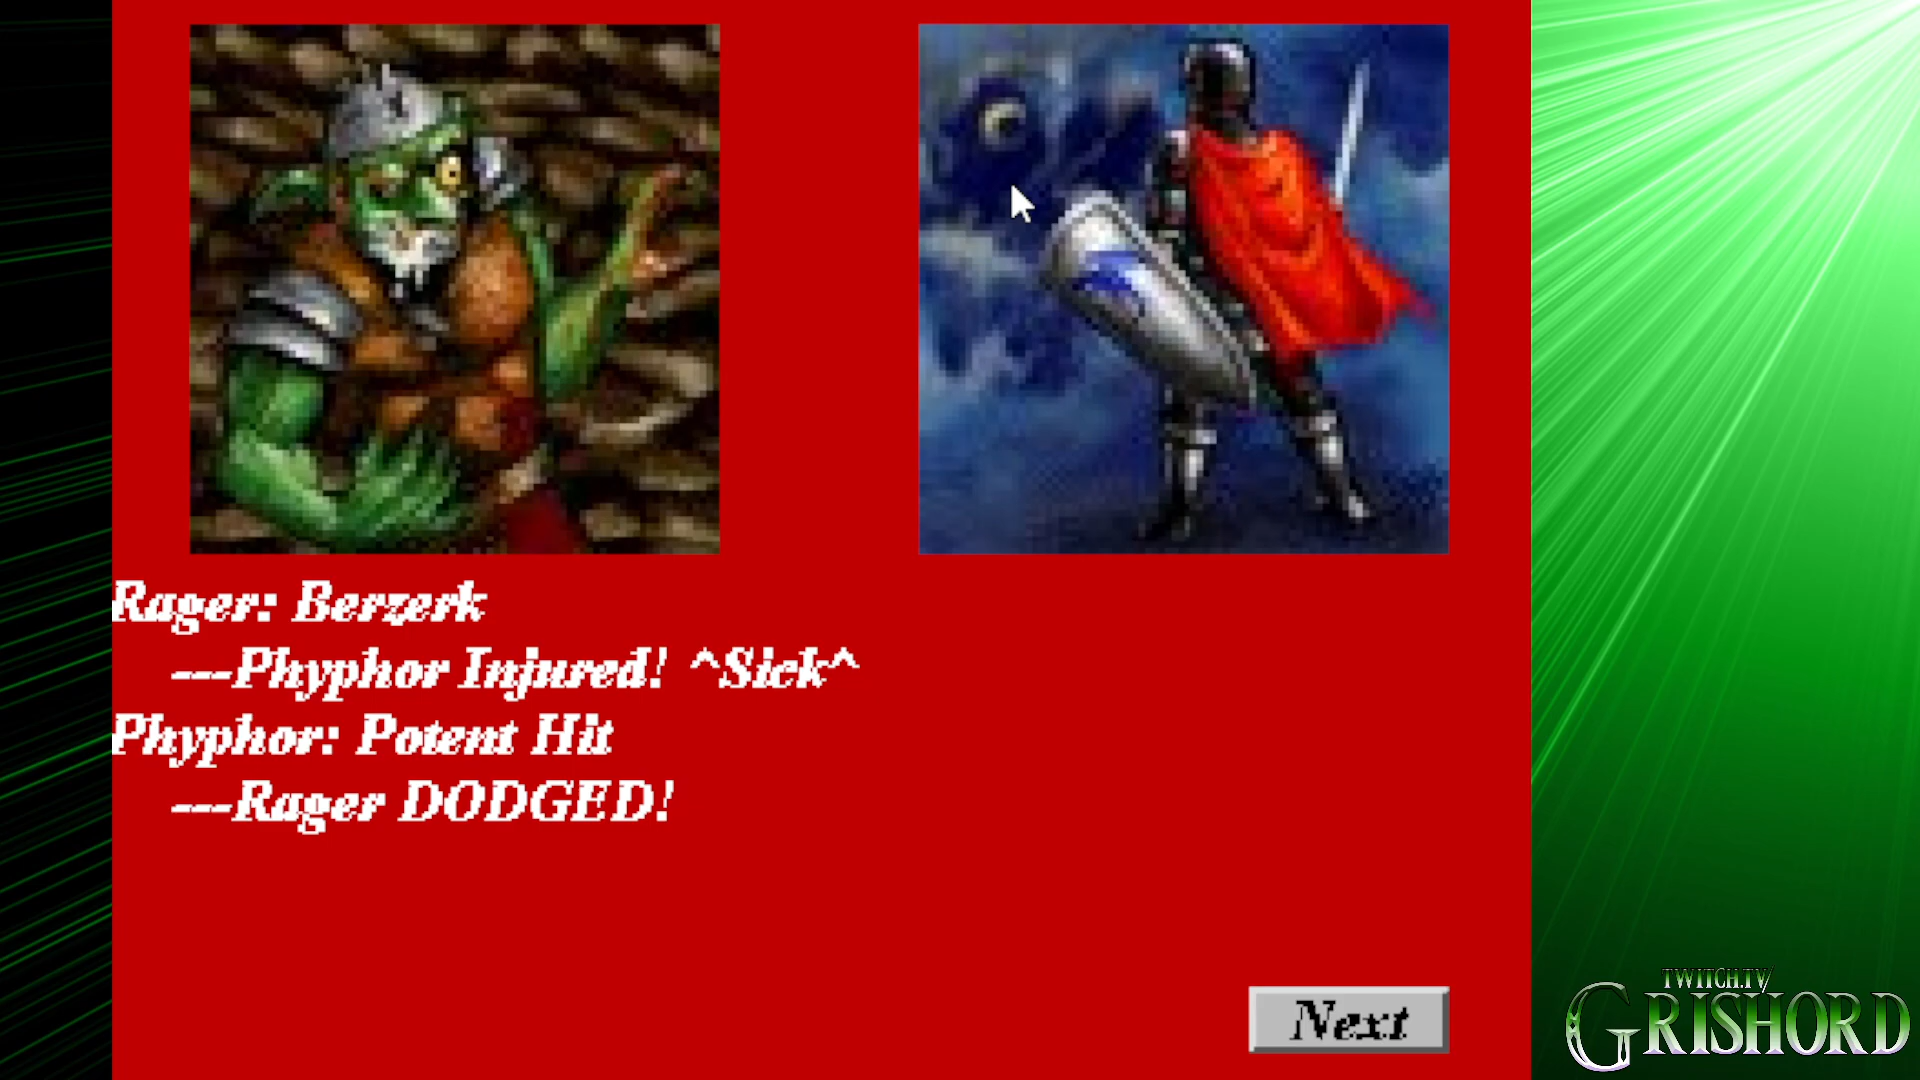 Rager: Berzerk
---Phyphor Injured! ^Sick^
Phyphor: Potent Hit
---Rager DODGED!
Next
TWITCH.TV/
GRISHORD